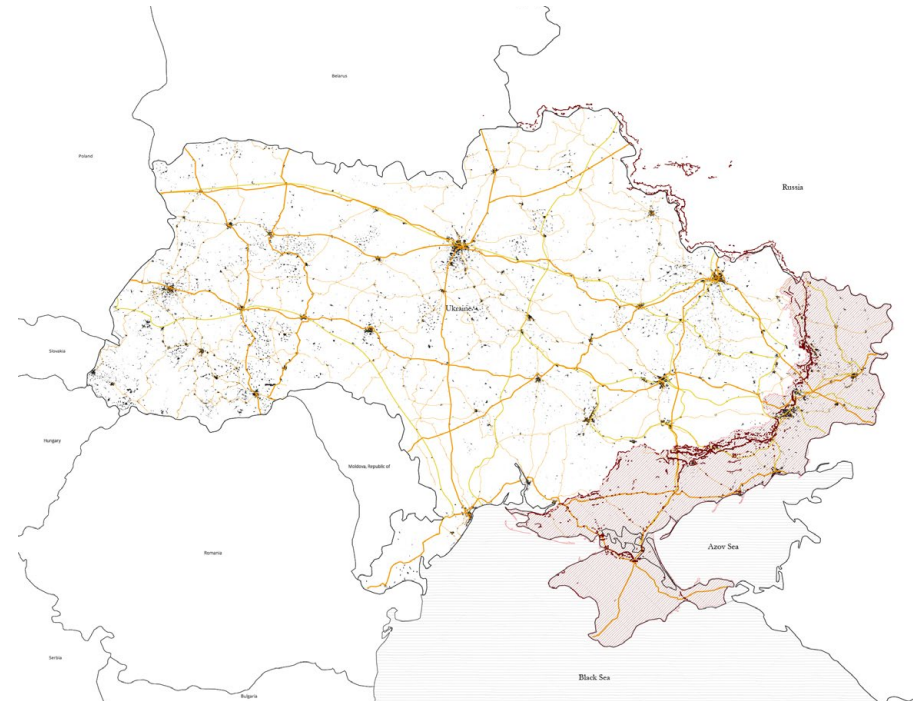 Belarus
Poland
Russia
Ukraine
Slovakia
Hungary
Moldova, Republic of
Romania
Azov Sea
Serbia
Black Sea
Bulgaria